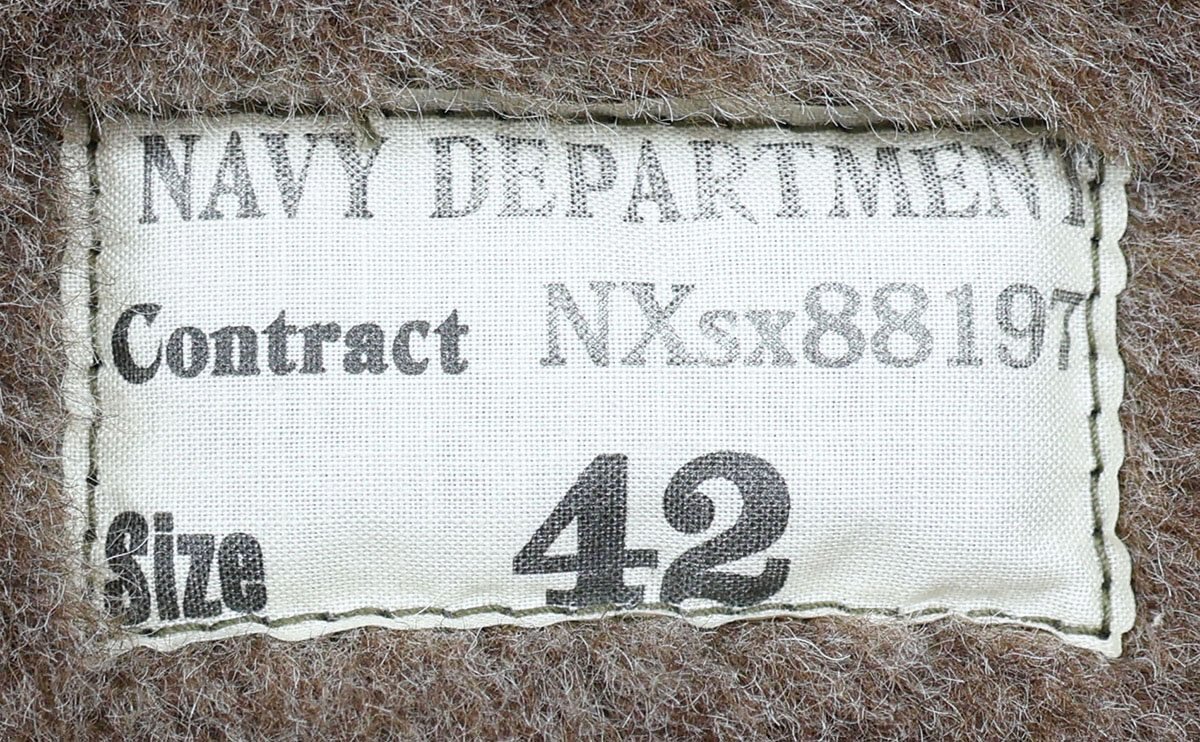 NAVY DEPARTMENT
Contract NXsx88197
Size 42